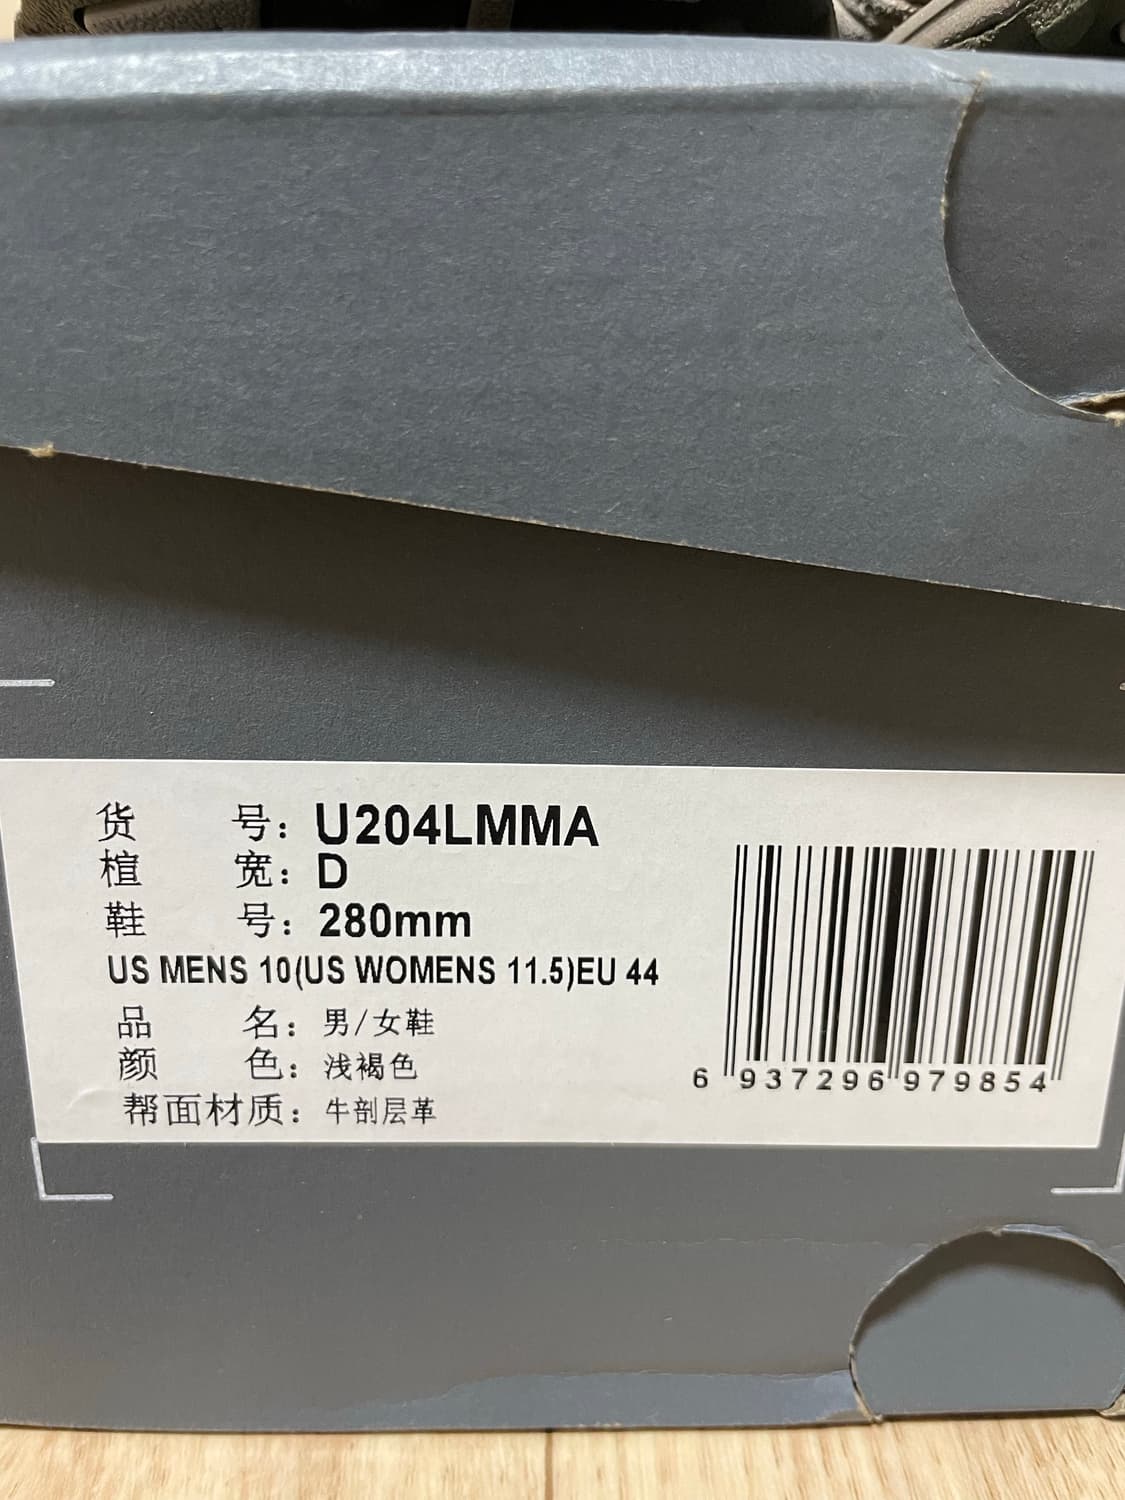 货 号: U204LMMA
楦 宽: D
鞋 号: 280mm
US MENS 10(US WOMENS 11.5)EU 44
品 名: 男/女鞋
颜 色: 浅褐色
帮面材质: 牛剖层革
6 937296 979854